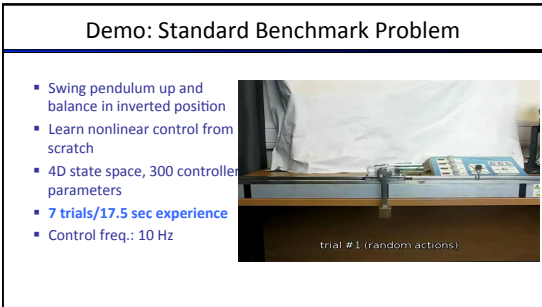 Demo: Standard Benchmark Problem
▪ Swing pendulum up and
balance in inverted position
▪ Learn nonlinear control from
scratch
▪ 4D state space, 300 controller
parameters
▪ 7 trials/17.5 sec experience
▪ Control freq.: 10 Hz
trial #1 (random actions)